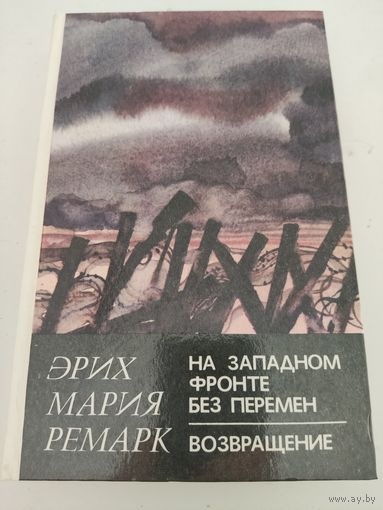 ЭРИХ
МАРИЯ
РЕМАРК
НА ЗАПАДНОМ
ФРОНТЕ
БЕЗ ПЕРЕМЕН
ВОЗВРАЩЕНИЕ
www.ay.by